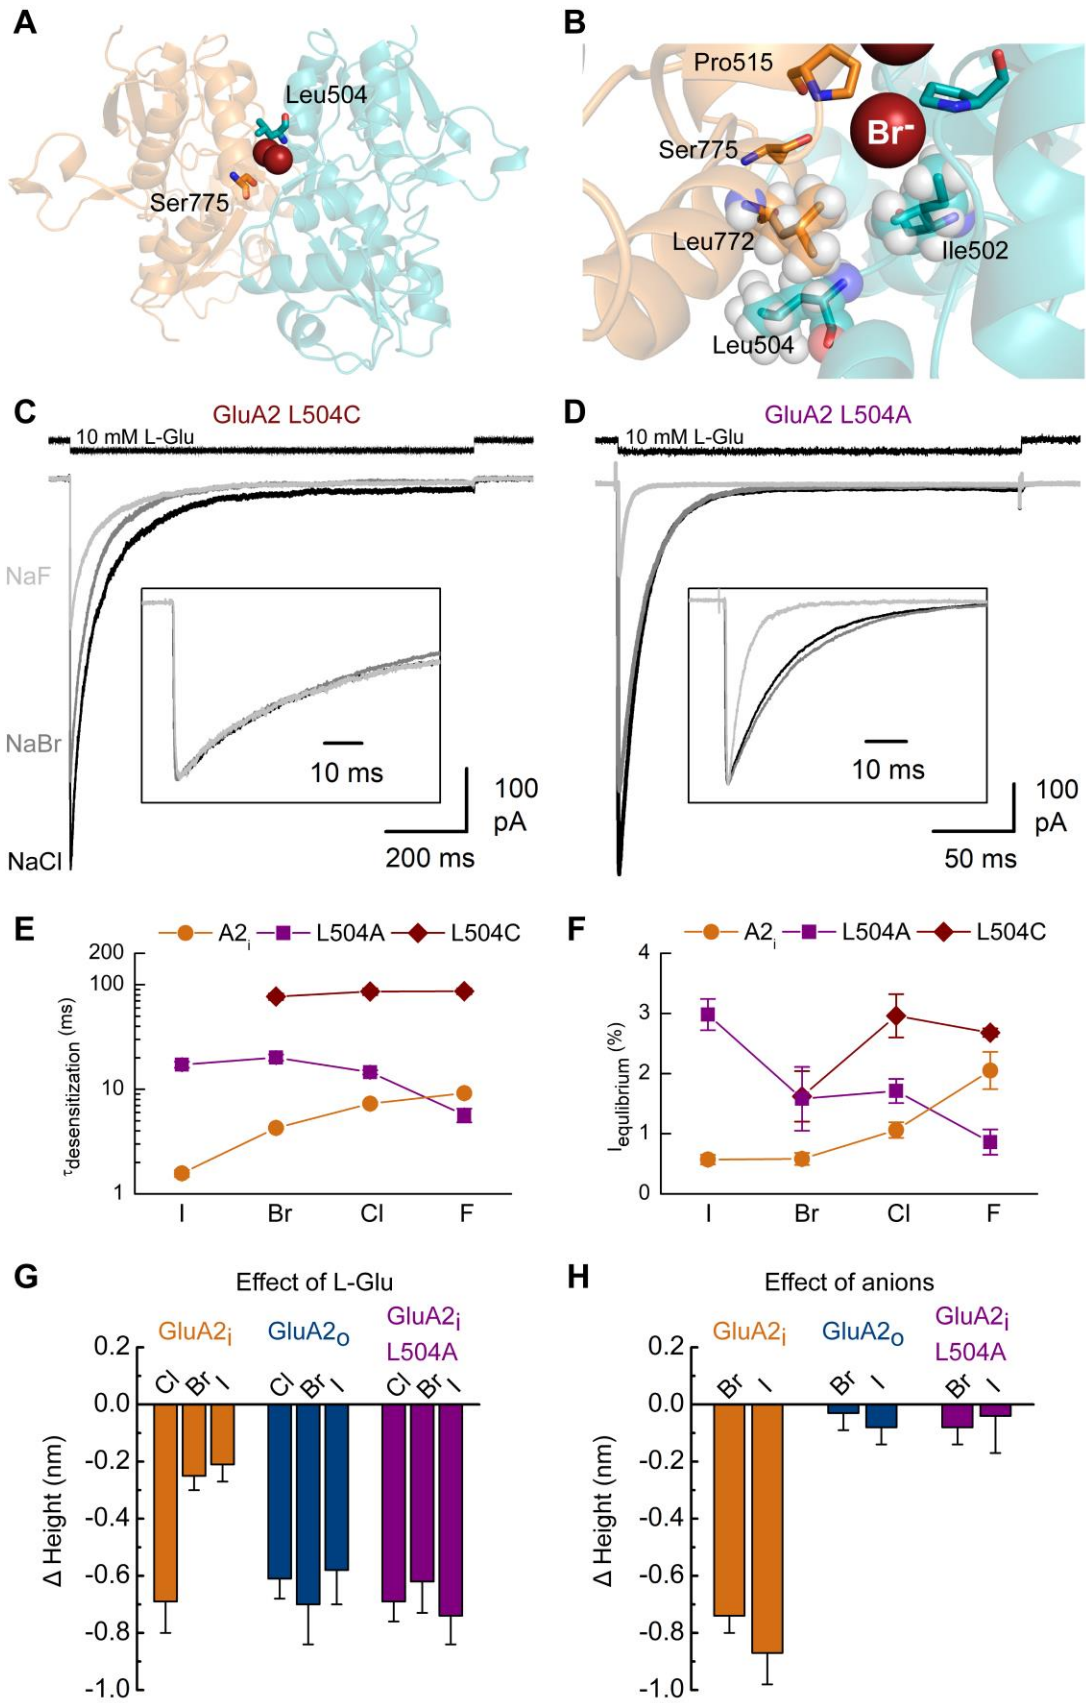 A
Leu504
Ser775
B
Pro515
Br-
Ser775
Leu772
Ile502
Leu504
C
GluA2 L504C
10 mM L-Glu
NaF
NaBr
NaCl
10 ms
100
pA
200 ms
D
GluA2 L504A
10 mM L-Glu
10 ms
100
pA
50 ms
E
A2i
L504A
L504C
200
100
10
1
τdesensitization (ms)
I
Br
Cl
F
F
A2i
L504A
L504C
4
3
2
1
0
Iequlibrium (%)
I
Br
Cl
F
G
Effect of L-Glu
GluA2i
GluA2o
GluA2i
L504A
0.2
0.0
-0.2
-0.4
-0.6
-0.8
-1.0
Δ Height (nm)
Cl
Br
I
Cl
Br
I
Cl
Br
I
H
Effect of anions
GluA2i
GluA2o
GluA2i
L504A
0.2
0.0
-0.2
-0.4
-0.6
-0.8
-1.0
Δ Height (nm)
Br
I
Br
I
Br
I